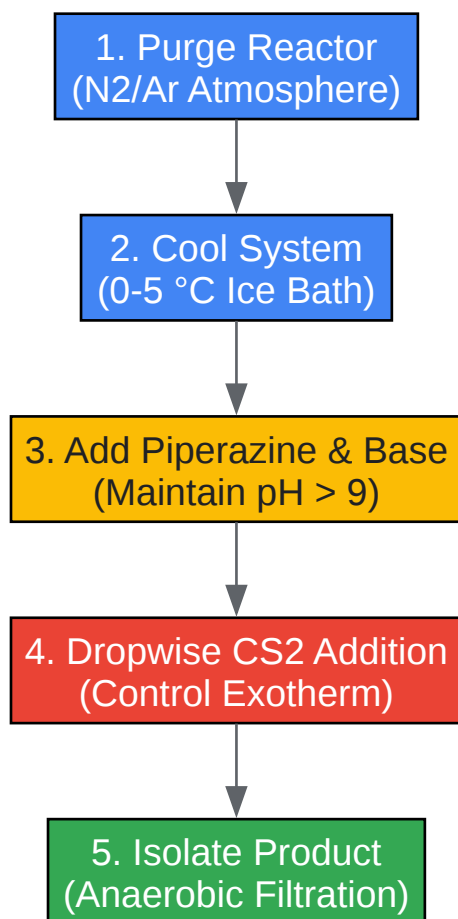 1. Purge Reactor
(N2/Ar Atmosphere)
2. Cool System
(0-5 °C Ice Bath)
3. Add Piperazine & Base
(Maintain pH > 9)
4. Dropwise CS2 Addition
(Control Exotherm)
5. Isolate Product
(Anaerobic Filtration)